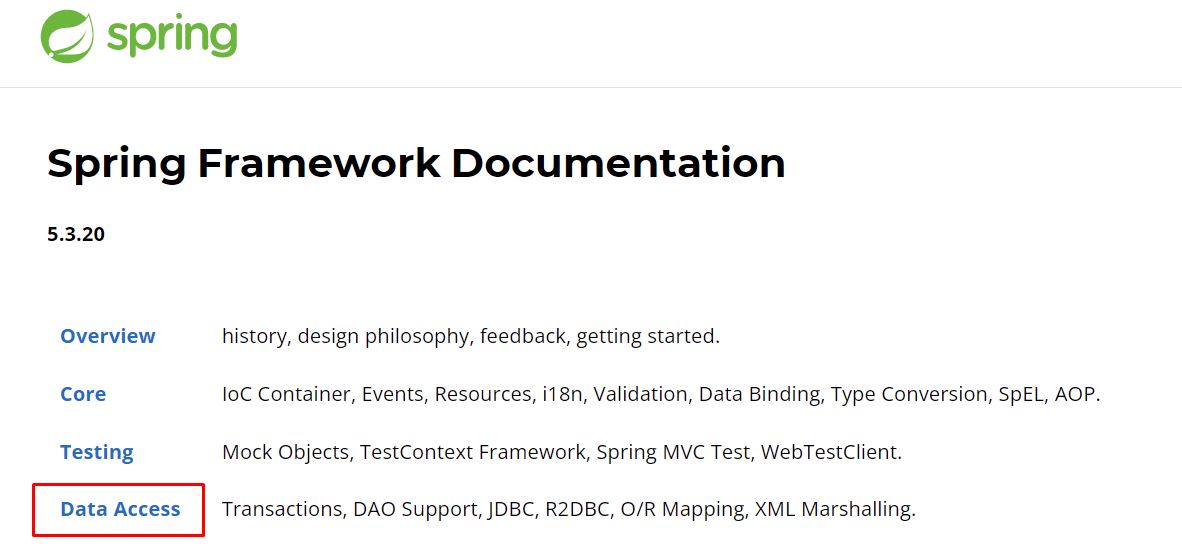 spring
Spring Framework Documentation
5.3.20
Overview history, design philosophy, feedback, getting started.
Core IoC Container, Events, Resources, i18n, Validation, Data Binding, Type Conversion, SpEL, AOP.
Testing Mock Objects, TestContext Framework, Spring MVC Test, WebTestClient.
Data Access Transactions, DAO Support, JDBC, R2DBC, O/R Mapping, XML Marshalling.